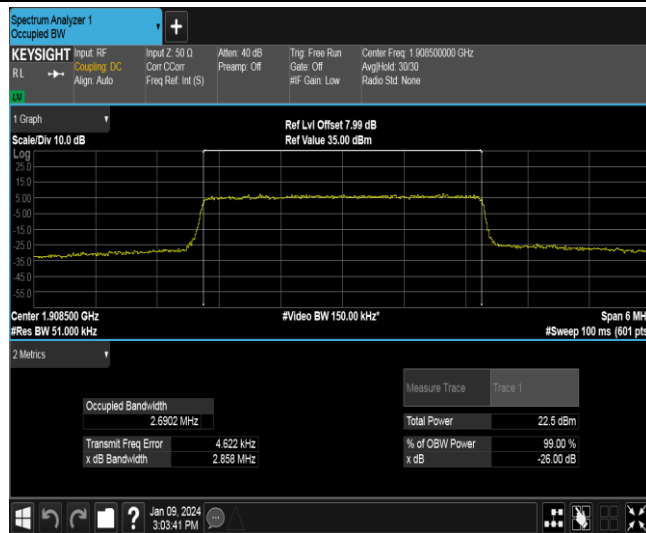 Spectrum Analyzer 1
Occupied BW
KEYSIGHT
RL
Input: RF
Coupling: DC
Align: Auto
Input Z: 50 Ω
Corr CCorr
Freq Ref: Int (S)
Atten: 40 dB
Preamp: Off
Trig: Free Run
Gate: Off
#IF Gain: Low
Center Freq: 1.908500000 GHz
Avg|Hold: 30/30
Radio Std: None
1 Graph
Scale/Div 10.0 dB
Ref Lvl Offset 7.99 dB
Ref Value 35.00 dBm
Log
25.0
15.0
5.00
-5.00
-15.0
-25.0
-35.0
-45.0
-55.0
Center 1.908500 GHz
#Video BW 150.00 kHz*
Span 6 MH
#Res BW 51.000 kHz
#Sweep 100 ms (601 pts
2 Metrics
Measure Trace
Trace 1
Occupied Bandwidth
2.6902 MHz
Total Power
22.5 dBm
Transmit Freq Error
4.622 kHz
% of OBW Power
99.00 %
x dB Bandwidth
2.858 MHz
x dB
-26.00 dB
Jan 09, 2024
3:03:41 PM